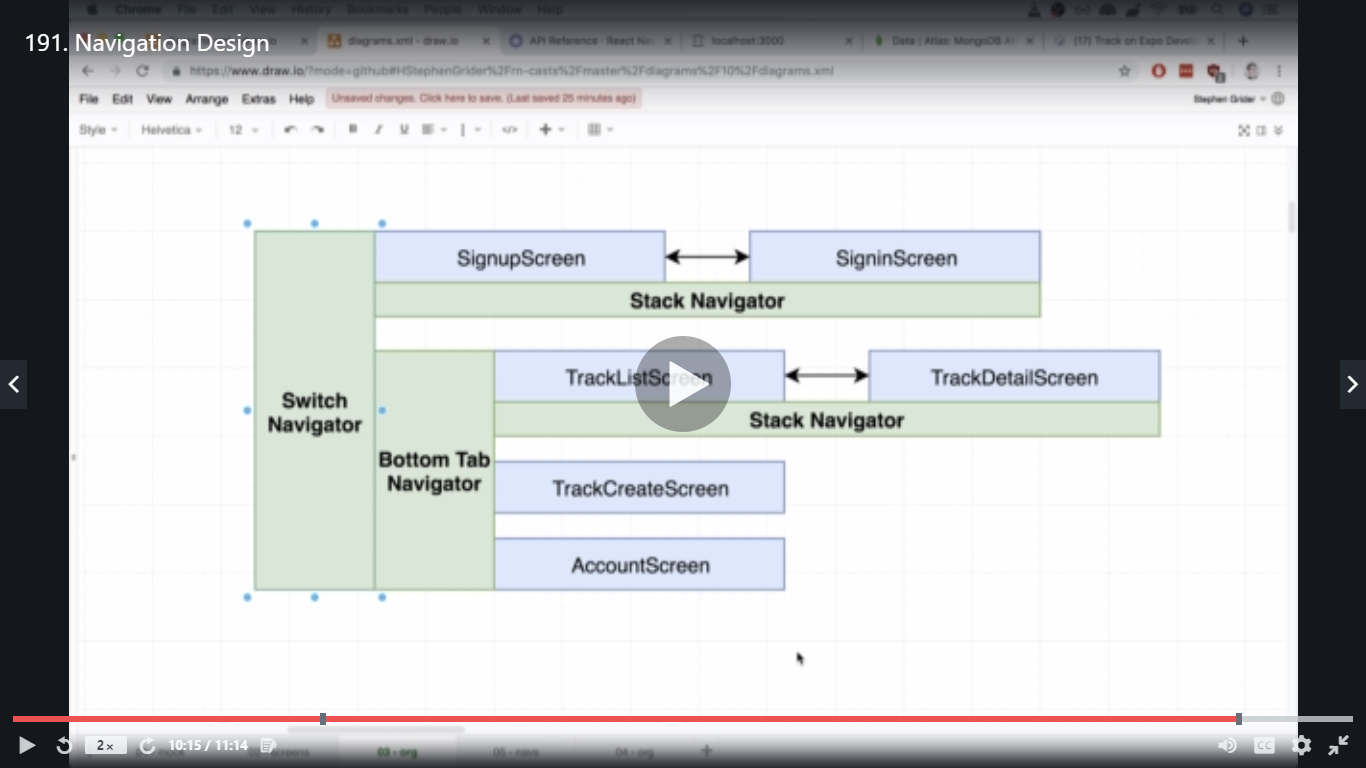 Chrome File Edit View History Bookmarks People Window Help
191. Navigation Design
diagrams.xml - draw.io
API Reference · React Na
localhost:3000
Data | Atlas: MongoDB A
(17) Track on Expo Devel
https://www.draw.io/?mode=github#HStephenGrider%2Frn-casts%2Fmaster%2Fdiagrams%2F10%2Fdiagrams.xml
File Edit View Arrange Extras Help Unsaved changes. Click here to save. (Last saved 25 minutes ago) Stephen Grider
Style Helvetica 12 B I U
SignupScreen SigninScreen
Stack Navigator
TrackListScreen TrackDetailScreen
Switch
Navigator
Stack Navigator
Bottom Tab
Navigator
TrackCreateScreen
AccountScreen
03 - org 05 - navs 04 - org
2x 10:15 / 11:14 CC